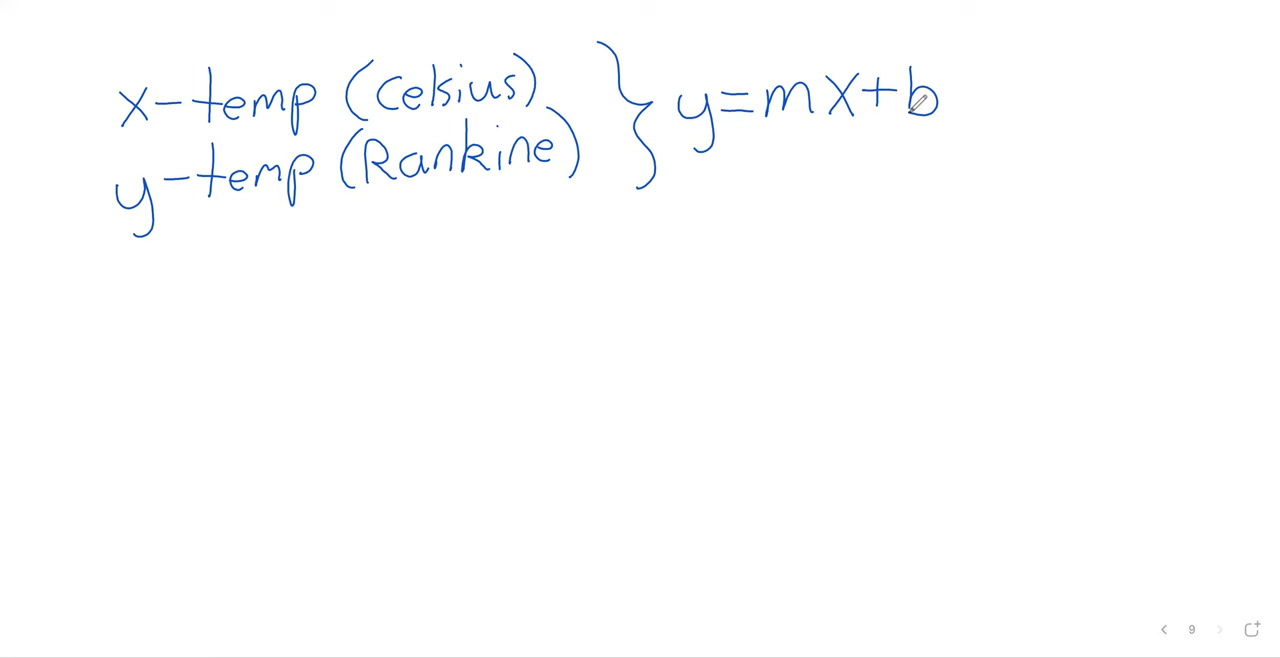 x-temp (Celsius)
y-temp (Rankine)
} y=mx+b
9